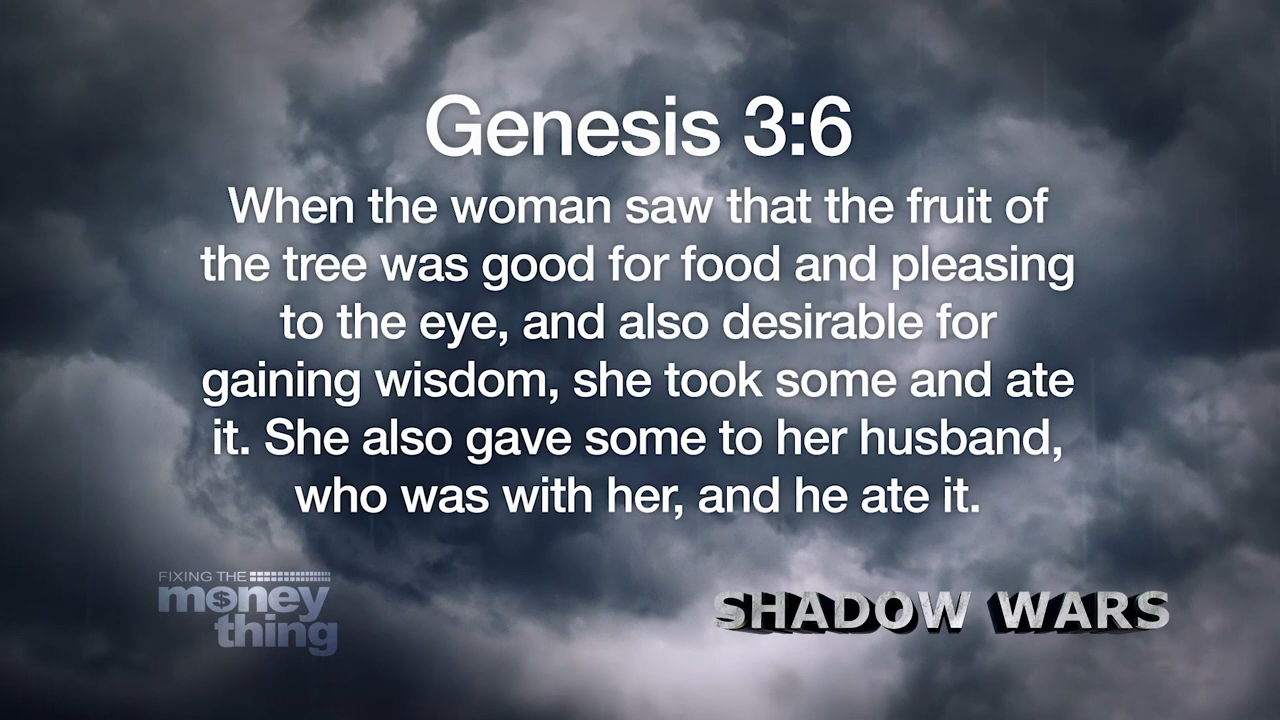 Genesis 3:6
When the woman saw that the fruit of
the tree was good for food and pleasing
to the eye, and also desirable for
gaining wisdom, she took some and ate
it. She also gave some to her husband,
who was with her, and he ate it.
FIXING THE
money
thing
SHADOW WARS